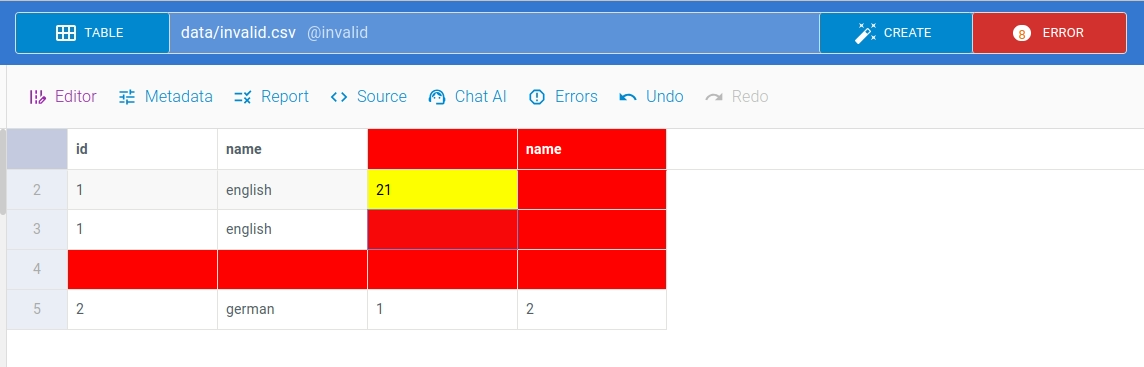 TABLE data/invalid.csv @invalid CREATE 8 ERROR
Editor Metadata Report Source Chat AI Errors Undo Redo
id name name
2 1 english 21
3 1 english
4
5 2 german 1 2